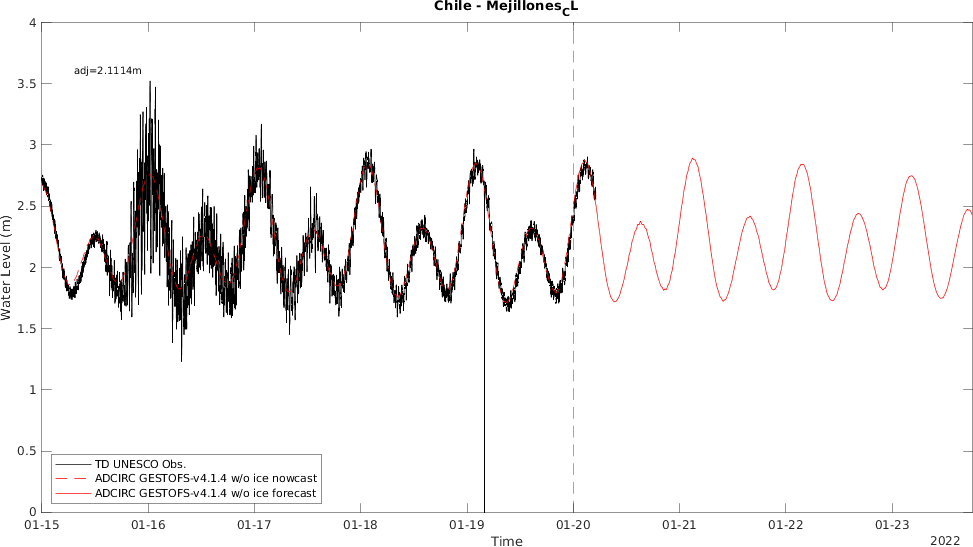 Chile - Mejillones_CL
adj=2.1114m
4
3.5
3
2.5
2
1.5
1
0.5
0
Water Level (m)
TD UNESCO Obs.
ADCIRC GESTOFS-v4.1.4 w/o ice nowcast
ADCIRC GESTOFS-v4.1.4 w/o ice forecast
01-15 01-16 01-17 01-18 01-19 01-20 01-21 01-22 01-23
Time
2022